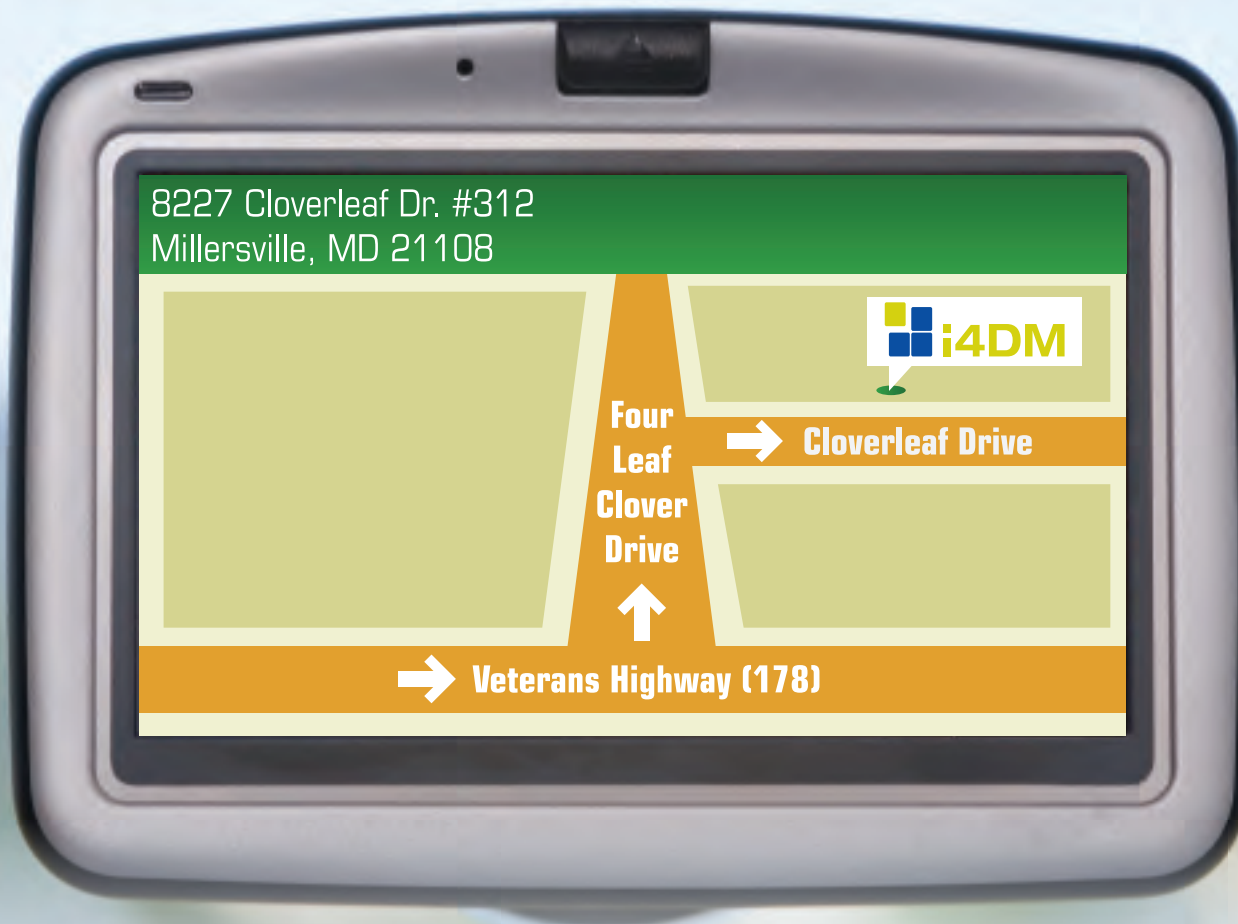 8227 Cloverleaf Dr. #312
Millersville, MD 21108
i4DM
Four
Leaf
Clover
Drive
Cloverleaf Drive
Veterans Highway (178)